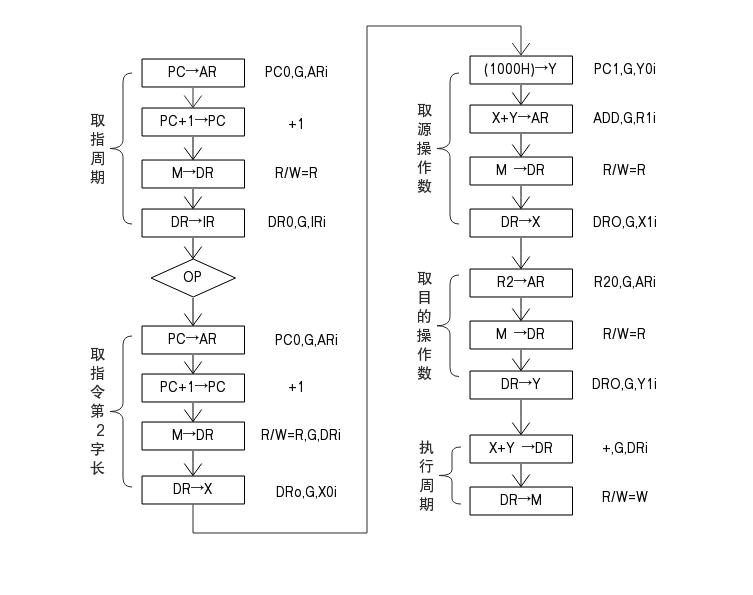 取指周期
PC→AR PC0,G,ARi
PC+1→PC +1
M→DR R/W=R
DR→IR DR0,G,IRi
OP
取指令第2字长
PC→AR PC0,G,ARi
PC+1→PC +1
M→DR R/W=R,G,DRi
DR→X DRo,G,X0i
取源操作数
(1000H)→Y PC1,G,Y0i
X+Y→AR ADD,G,R1i
M →DR R/W=R
DR→X DRO,G,X1i
取目的操作数
R2→AR R20,G,ARi
M →DR R/W=R
DR→Y DRO,G,Y1i
执行周期
X+Y →DR +,G,DRi
DR→M R/W=W